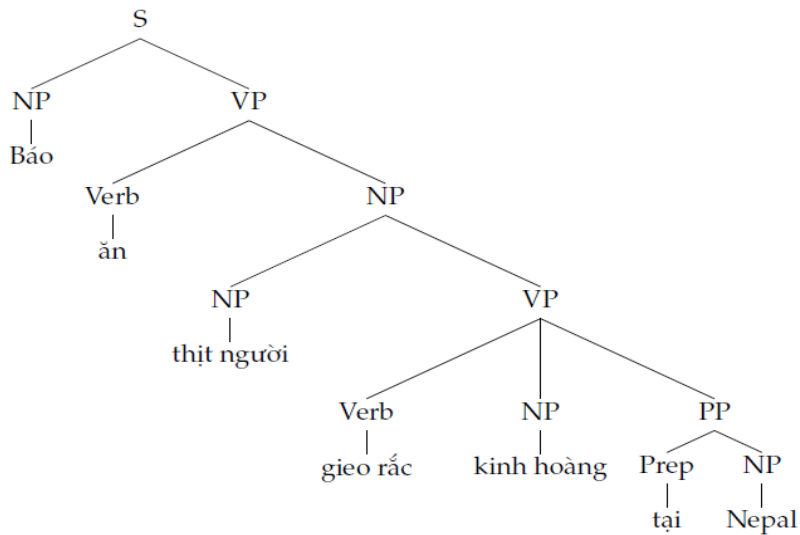 S
NP VP
Báo
Verb NP
ăn
NP VP
thịt người
Verb NP PP
gieo rắc kinh hoàng Prep NP
tại Nepal